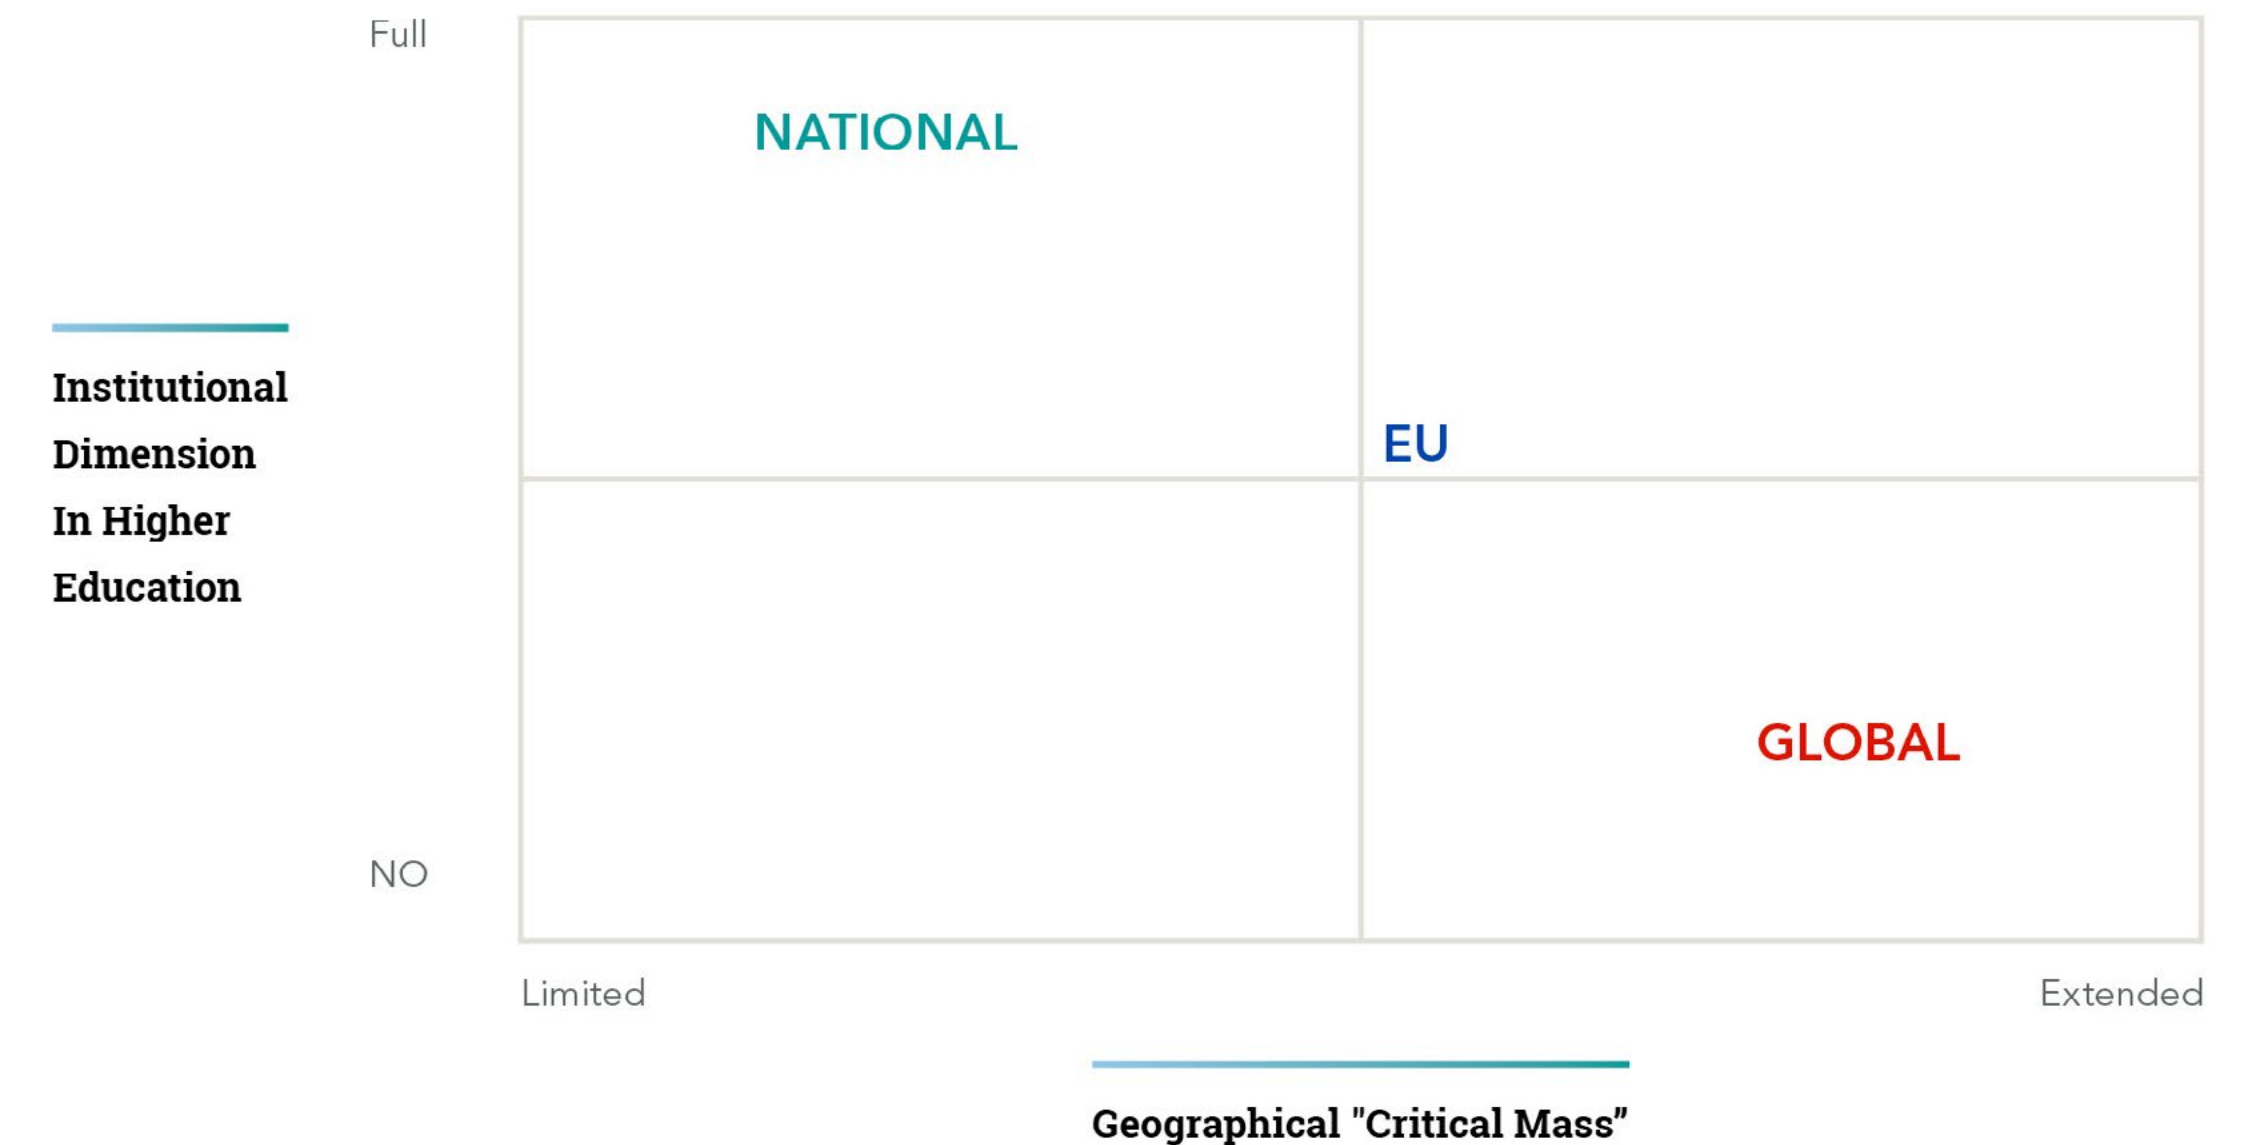 Full
NATIONAL
Institutional
Dimension
In Higher
Education
EU
GLOBAL
NO
Limited
Extended
Geographical "Critical Mass”